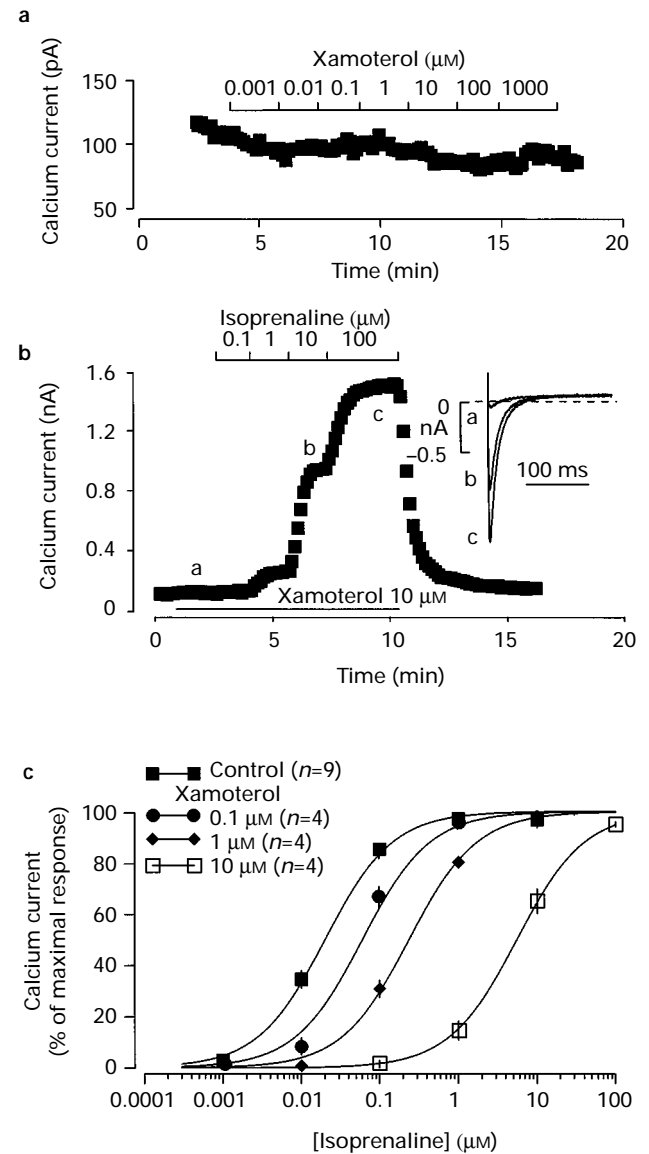 a
Xamoterol (μM)
0.001 0.01 0.1 1 10 100 1000
Calcium current (pA)
150
100
50
0 5 10 15 20
Time (min)
b
Isoprenaline (μM)
0.1 1 10 100
Calcium current (nA)
1.6
1.2
0.8
0.4
0
a
b
c
Xamoterol 10 μM
0
nA
−0.5
a
b
c
100 ms
0 5 10 15 20
Time (min)
c
Control (n=9)
Xamoterol
0.1 μM (n=4)
1 μM (n=4)
10 μM (n=4)
Calcium current
(% of maximal response)
100
80
60
40
20
0
0.0001 0.001 0.01 0.1 1 10 100
[Isoprenaline] (μM)